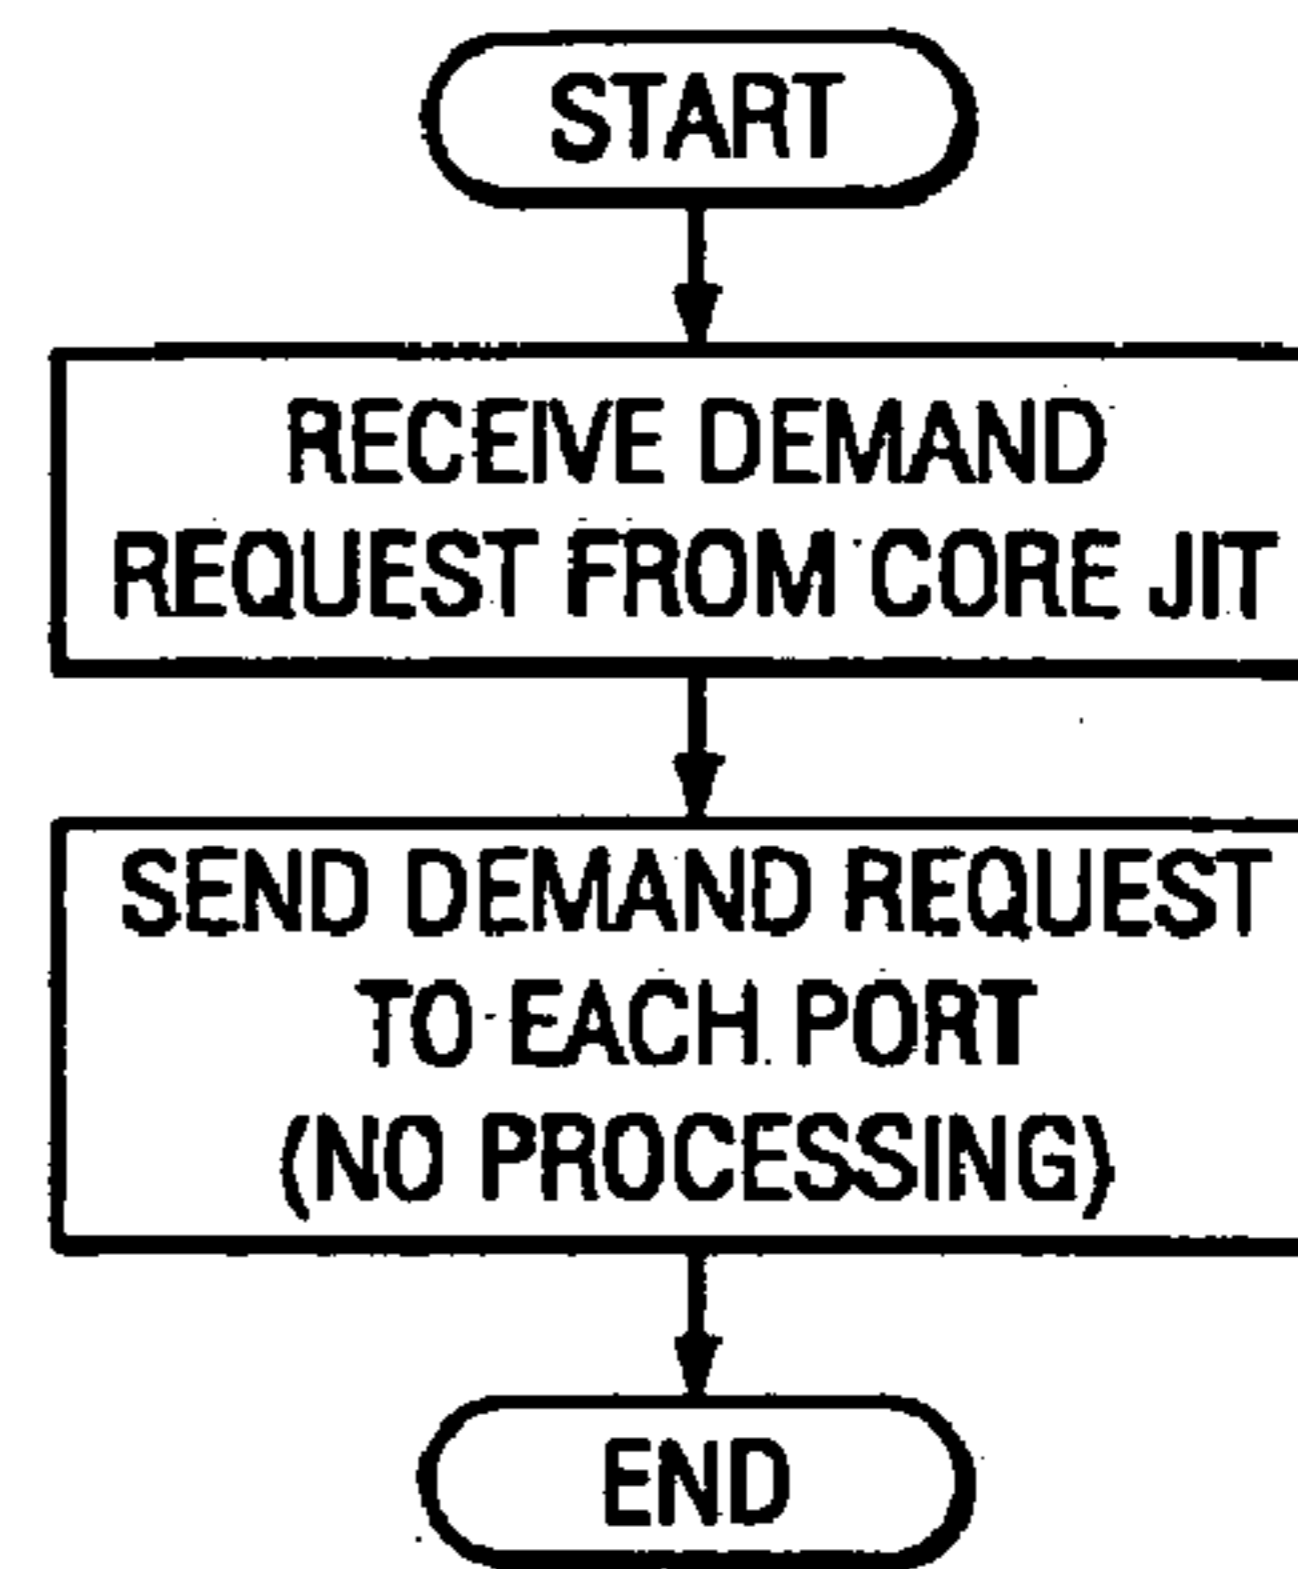 START
RECEIVE DEMAND
REQUEST FROM CORE JIT
SEND DEMAND REQUEST
TO EACH PORT
(NO PROCESSING)
END